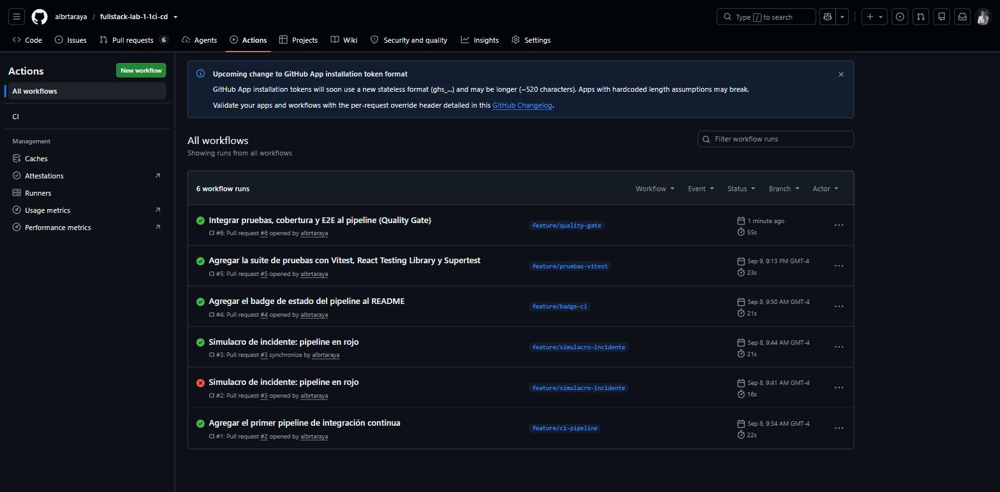 albrtaraya / fullstack-lab-1-1ci-cd
Type / to search
Code
Issues
Pull requests 6
Agents
Actions
Projects
Wiki
Security and quality
Insights
Settings
Actions
New workflow
All workflows
CI
Management
Caches
Attestations
Runners
Usage metrics
Performance metrics
Upcoming change to GitHub App installation token format
GitHub App installation tokens will soon use a new stateless format (ghs_...) and may be longer (~520 characters). Apps with hardcoded length assumptions may break.
Validate your apps and workflows with the per-request override header detailed in this GitHub Changelog.
All workflows
Showing runs from all workflows
Filter workflow runs
6 workflow runs
Workflow
Event
Status
Branch
Actor
Integrar pruebas, cobertura y E2E al pipeline (Quality Gate)
CI #6: Pull request #6 opened by albrtaraya
feature/quality-gate
1 minute ago
55s
Agregar la suite de pruebas con Vitest, React Testing Library y Supertest
CI #5: Pull request #5 opened by albrtaraya
feature/pruebas-vitest
Sep 9, 9:13 PM GMT-4
23s
Agregar el badge de estado del pipeline al README
CI #4: Pull request #4 opened by albrtaraya
feature/badge-ci
Sep 8, 9:50 AM GMT-4
21s
Simulacro de incidente: pipeline en rojo
CI #3: Pull request #3 synchronize by albrtaraya
feature/simulacro-incidente
Sep 8, 9:44 AM GMT-4
21s
Simulacro de incidente: pipeline en rojo
CI #2: Pull request #3 opened by albrtaraya
feature/simulacro-incidente
Sep 8, 9:41 AM GMT-4
16s
Agregar el primer pipeline de integración continua
CI #1: Pull request #2 opened by albrtaraya
feature/ci-pipeline
Sep 8, 9:34 AM GMT-4
22s